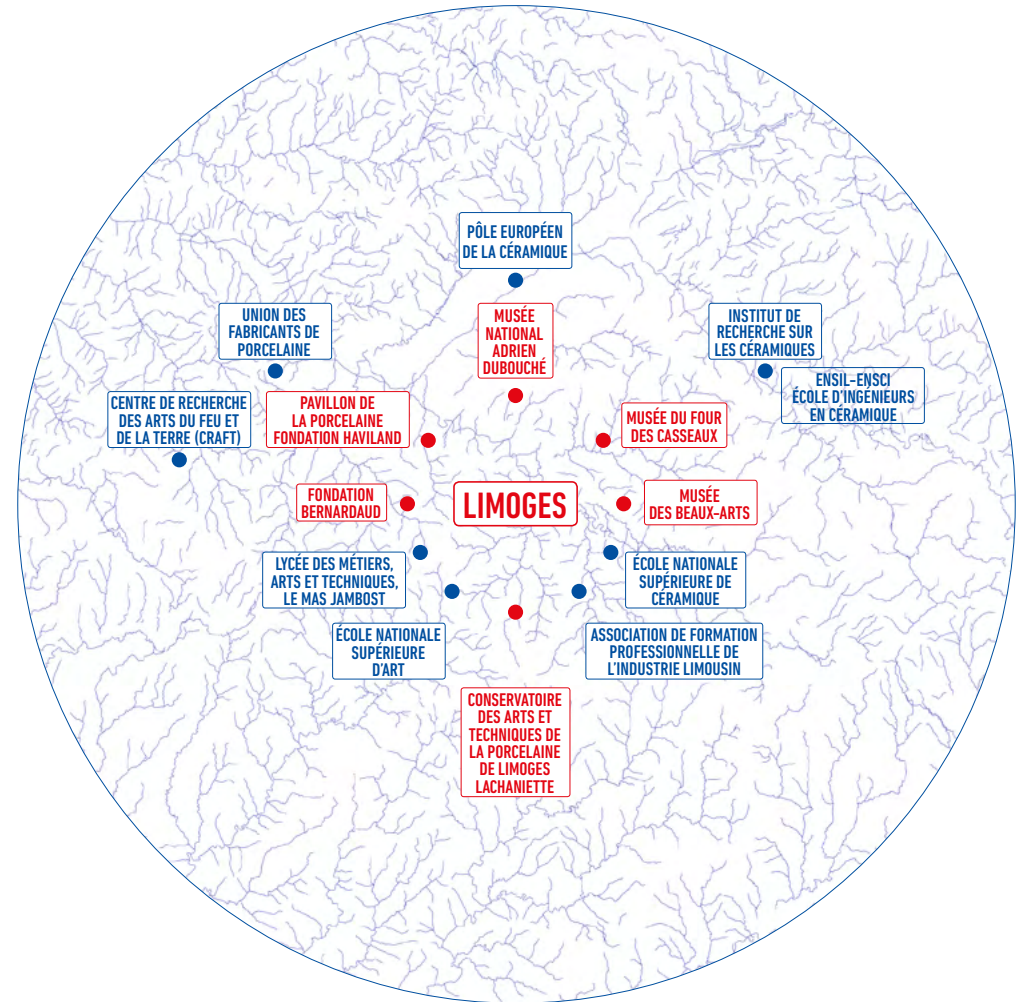 PÔLE EUROPÉEN
DE LA CÉRAMIQUE
UNION DES
FABRICANTS DE
PORCELAINE
MUSÉE
NATIONAL
ADRIEN
DUBOUCHÉ
INSTITUT DE
RECHERCHE SUR
LES CÉRAMIQUES
ENSIL-ENSCI
ÉCOLE D'INGÉNIEURS
EN CÉRAMIQUE
CENTRE DE RECHERCHE
DES ARTS DU FEU ET
DE LA TERRE (CRAFT)
PAVILLON DE
LA PORCELAINE
FONDATION HAVILAND
MUSÉE DU FOUR
DES CASSEAUX
FONDATION
BERNARDAUD
LIMOGES
MUSÉE
DES BEAUX-ARTS
LYCÉE DES MÉTIERS,
ARTS ET TECHNIQUES,
LE MAS JAMBOST
ÉCOLE NATIONALE
SUPÉRIEURE DE
CÉRAMIQUE
ÉCOLE NATIONALE
SUPÉRIEURE
D'ART
ASSOCIATION DE FORMATION
PROFESSIONNELLE DE
L'INDUSTRIE LIMOUSIN
CONSERVATOIRE
DES ARTS ET
TECHNIQUES DE
LA PORCELAINE
DE LIMOGES
LACHANIETTE